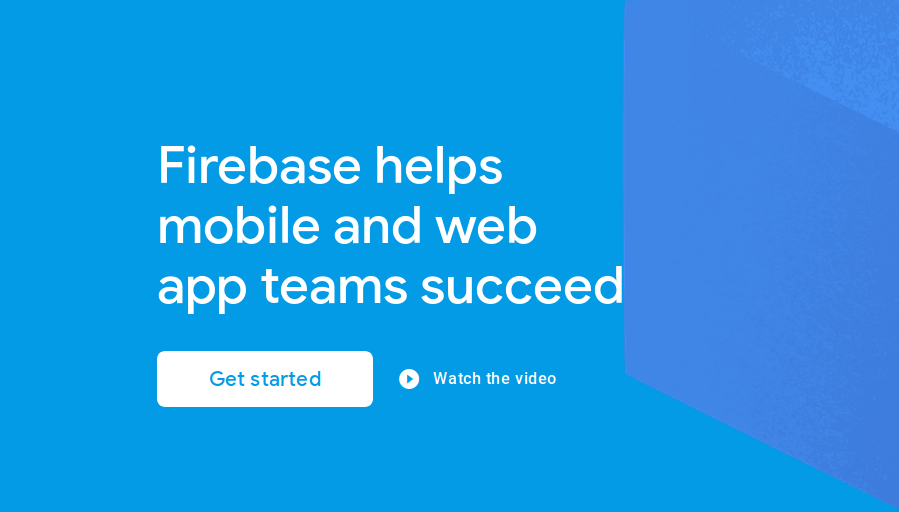 Firebase helps
mobile and web
app teams succeed
Get started
Watch the video